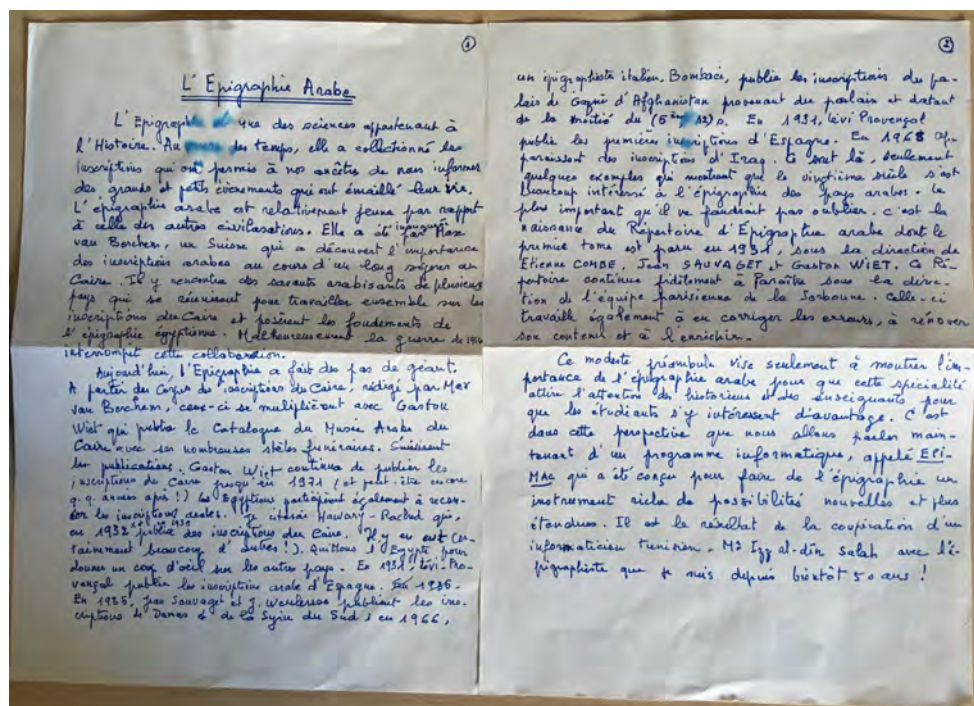 1
L'Epigraphie Arabe
L'Epigraphie est une des sciences appartenant à
l'Histoire. Au cours des temps, elle a collectionné les
Inscriptions qui ont permis à nos ancêtres de nous informer
des grands et petits évènements qui ont émaillé leur vie.
L'épigraphie arabe est relativement jeune par rapport
à celle des autres civilisations. Elle a été inaugurée par Max
van Berchem, un Suisse qui a découvert l'importance
des inscriptions arabes au cours d'un long séjour au
Caire. Il y rencontra des savants arabisants de plusieurs
pays qui se réunirent pour travailler ensemble sur les
inscriptions du Caire et posèrent les fondements de
l'épigraphie égyptienne. Malheureusement la guerre de 1914
interrompit cette collaboration.
Aujourd'hui, l'Epigraphie a fait des pas de géant.
A partir du Corpus des inscriptions du Caire, rédigé par Max
van Berchem, ceux-ci se muliplièrent avec Gaston
Wiet qui publia le Catalogue du Musée Arabe du
Caire avec ses nombreuses stèles funéraires. Suivirent
les publications. Gaston Wiet continua de publier les
inscriptions du Caire jusqu'en 1971 (et peut-être encore
q.q. années après!) Les Egyptiens participèrent également à recen-
ser les inscriptions arabes. Je citerai Hawary-Rached qui,
en 1932 publie des inscriptions du Caire. Il y en eut cer-
tainement beaucoup d'autres!). Quittons l'Egypte pour
donner un coup d'œil sur les autres pays. En 1931: Lévi-Pro-
vençal publie les inscriptions arabe d'Espagne. En 1935.
En 1935, Jean Sauvaget et J. Weulersse publient les ins-
criptions de Damas et de la Syrie du Sud; en 1966,
2
un épigraphiste italien, Bombaci, publie les inscriptions du pa-
lais de Gazni d'Afghanistan provenant du palais et datant
de la moitié du En 1931, Lévi Provençal
publie les premières inscriptions d'Espagne. En 1968 ap-
paraissent des inscriptions d'Iraq. Ce sont là, seulement
quelques exemples qui montrent que le vingtième siècle s'est
beaucoup intéressé à l'épigraphie des pays arabes. Le
plus important qu'il ne faudrait pas oublier, c'est la
naissance du Répertoire d'Épigraphie arabe dont le
premier tome est paru en 1931, sous la direction de
Etienne COMBE, Jean SAUVAGET et Gaston WIET. Ce Ré-
pertoire continue fidèlement à paraître sous la direc-
tion de l'équipe parisienne de la Sorbonne. Celle-ci
travaille également à en corriger les erreurs, à rénover
son contenu et à l'enrichir.-
Ce modeste préambule vise seulement à montrer l'im-
portance de l'épigraphie arabe pour que cette spécialité
attire l'attention des historiens et des enseignants pour
que les étudiants s'y intéressent d'avantage. C'est
dans cette perspective que nous allons parler main-
tenant d'un programme informatique, appelé EPI-
MAC qui a été conçu pour faire de l'épigraphie un
instrument riche de possibilités nouvelles et plus
étendues. Il est le résultat de la coopération d'un
informaticien tunisien, Mr Izz al-dîn Salah avec l'é-
pigraphiste que je suis depuis bientôt 50 ans!